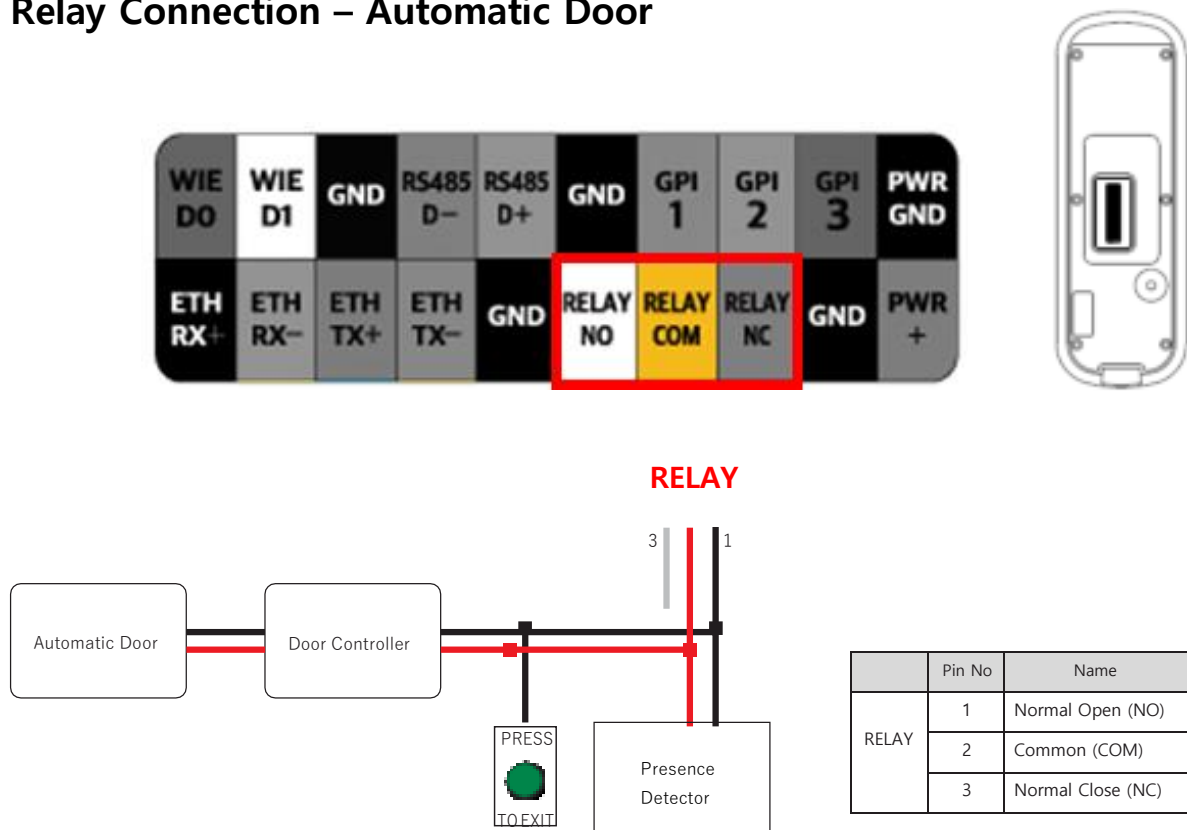 Relay Connection – Automatic Door
WIE D0
WIE D1
GND
RS485 D−
RS485 D+
GND
GPI 1
GPI 2
GPI 3
PWR GND
ETH RX+
ETH RX−
ETH TX+
ETH TX−
GND
RELAY NO
RELAY COM
RELAY NC
GND
PWR +
RELAY
3
1
Automatic Door
Door Controller
PRESS
TO EXIT
Presence
Detector
Pin No Name
RELAY
1 Normal Open (NO)
2 Common (COM)
3 Normal Close (NC)